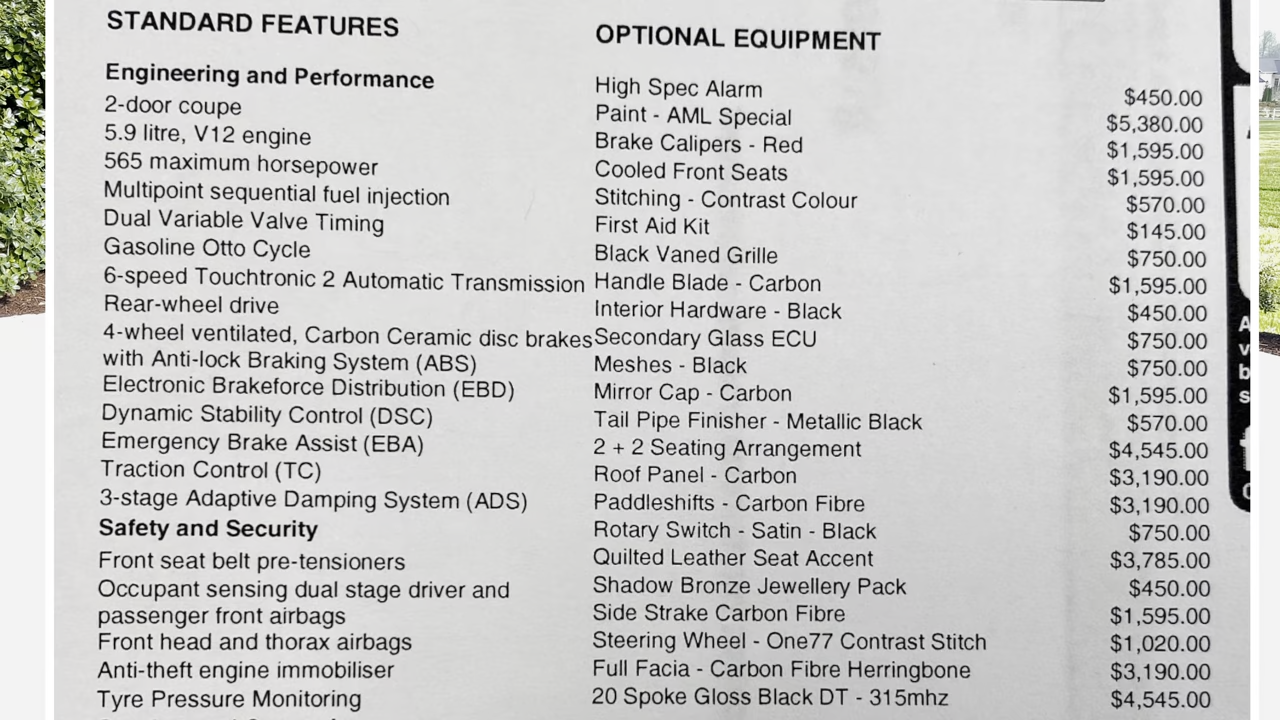 STANDARD FEATURES
Engineering and Performance
2-door coupe
5.9 litre, V12 engine
565 maximum horsepower
Multipoint sequential fuel injection
Dual Variable Valve Timing
Gasoline Otto Cycle
6-speed Touchtronic 2 Automatic Transmission
Rear-wheel drive
4-wheel ventilated, Carbon Ceramic disc brakes
with Anti-lock Braking System (ABS)
Electronic Brakeforce Distribution (EBD)
Dynamic Stability Control (DSC)
Emergency Brake Assist (EBA)
Traction Control (TC)
3-stage Adaptive Damping System (ADS)
Safety and Security
Front seat belt pre-tensioners
Occupant sensing dual stage driver and
passenger front airbags
Front head and thorax airbags
Anti-theft engine immobiliser
Tyre Pressure Monitoring
OPTIONAL EQUIPMENT
High Spec Alarm $450.00
Paint - AML Special $5,380.00
Brake Calipers - Red $1,595.00
Cooled Front Seats $1,595.00
Stitching - Contrast Colour $570.00
First Aid Kit $145.00
Black Vaned Grille $750.00
Handle Blade - Carbon $1,595.00
Interior Hardware - Black $450.00
Secondary Glass ECU $750.00
Meshes - Black $750.00
Mirror Cap - Carbon $1,595.00
Tail Pipe Finisher - Metallic Black $570.00
2 + 2 Seating Arrangement $4,545.00
Roof Panel - Carbon $3,190.00
Paddleshifts - Carbon Fibre $3,190.00
Rotary Switch - Satin - Black $750.00
Quilted Leather Seat Accent $3,785.00
Shadow Bronze Jewellery Pack $450.00
Side Strake Carbon Fibre $1,595.00
Steering Wheel - One77 Contrast Stitch $1,020.00
Full Facia - Carbon Fibre Herringbone $3,190.00
20 Spoke Gloss Black DT - 315mhz $4,545.00